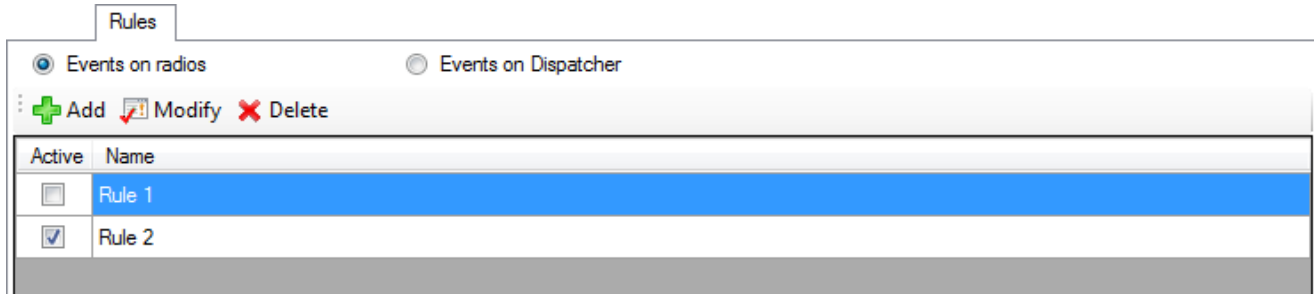 Rules
Events on radios Events on Dispatcher
Add Modify Delete
Active Name
Rule 1
Rule 2